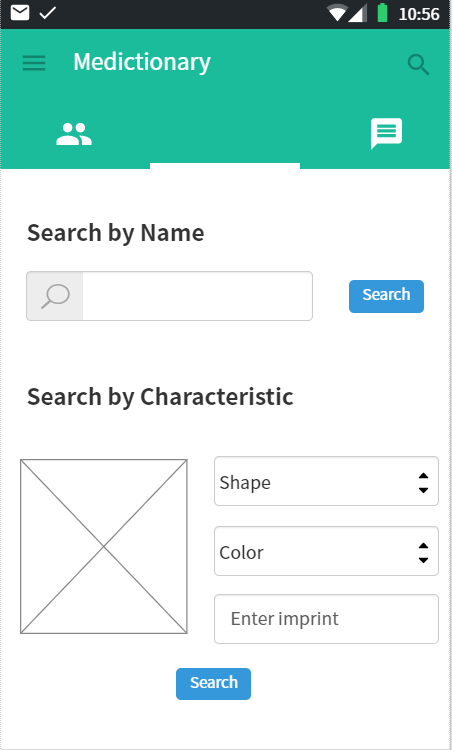 10:56
Medictionary
Search by Name
Search
Search by Characteristic
Shape
Color
Enter imprint
Search